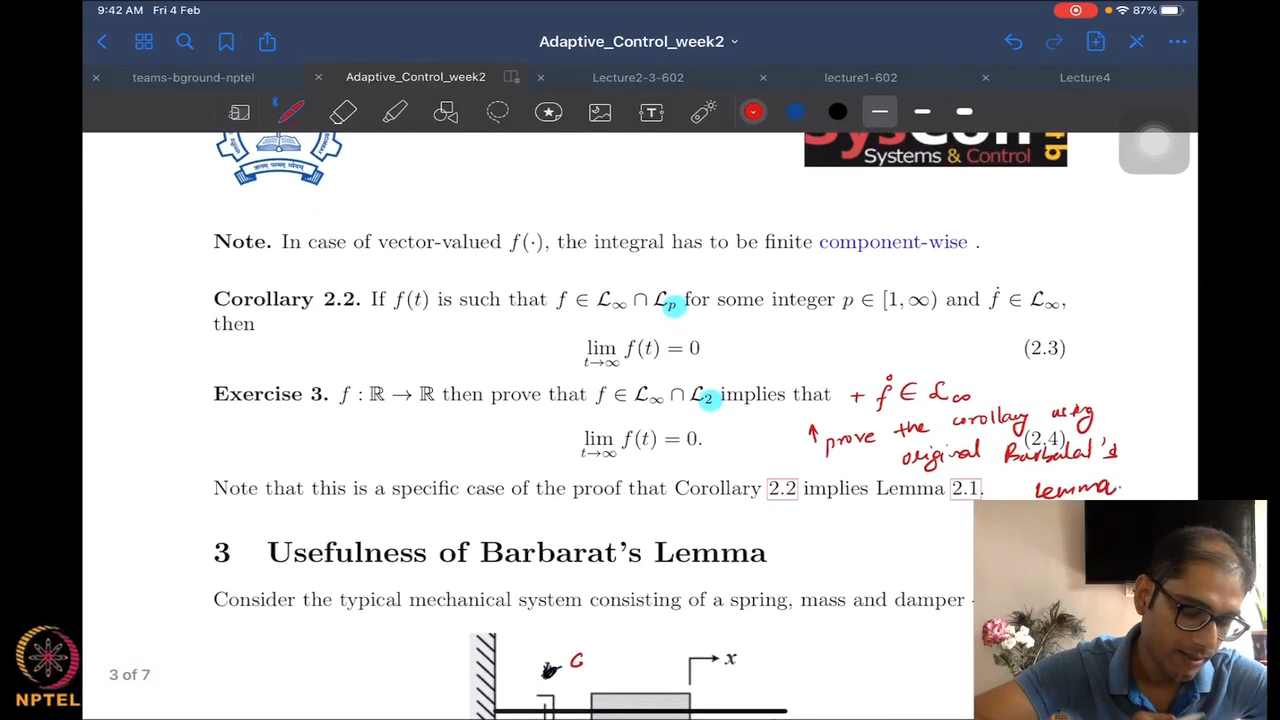 9:42 AM Fri 4 Feb
87%
Adaptive_Control_week2
teams-bground-nptel
Adaptive_Control_week2
Lecture2-3-602
lecture1-602
Lecture4
SysCon
Systems & Control
Note. In case of vector-valued f(·), the integral has to be finite component-wise .
Corollary 2.2. If f(t) is such that f ∈ ℒ∞ ∩ ℒp for some integer p ∈ [1, ∞) and ḟ ∈ ℒ∞,
then
lim t→∞ f(t) = 0 (2.3)
Exercise 3. f : ℝ → ℝ then prove that f ∈ ℒ∞ ∩ ℒ2 implies that + ḟ ∈ ℒ∞
↑ prove the corollary using
lim t→∞ f(t) = 0. (2.4)
original Barbalat's
lemma.
Note that this is a specific case of the proof that Corollary 2.2 implies Lemma 2.1.
3 Usefulness of Barbarat's Lemma
Consider the typical mechanical system consisting of a spring, mass and damper -
x
3 of 7
NPTEL